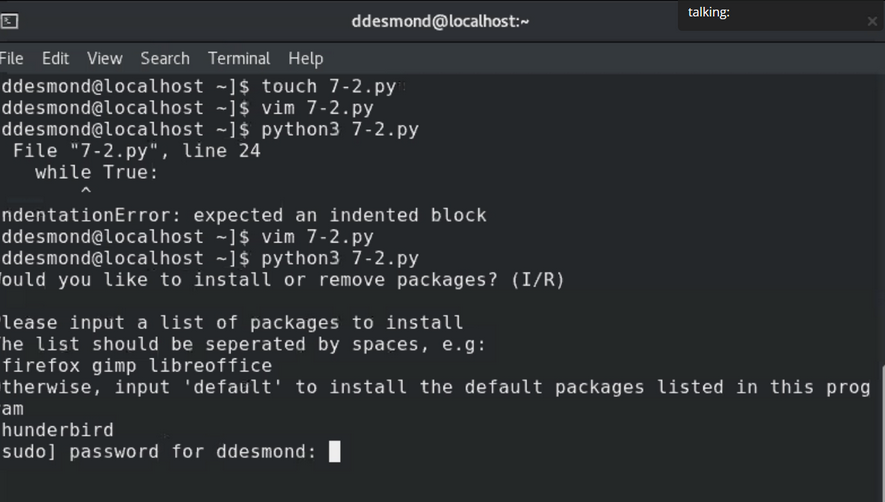 ddesmond@localhost:~
talking:
×
File Edit View Search Terminal Help
ddesmond@localhost ~]$ touch 7-2.py
ddesmond@localhost ~]$ vim 7-2.py
ddesmond@localhost ~]$ python3 7-2.py
File "7-2.py", line 24
while True:
^
ndentationError: expected an indented block
ddesmond@localhost ~]$ vim 7-2.py
ddesmond@localhost ~]$ python3 7-2.py
ould you like to install or remove packages? (I/R)
lease input a list of packages to install
he list should be seperated by spaces, e.g:
firefox gimp libreoffice
therwise, input 'default' to install the default packages listed in this prog
ram
hunderbird
sudo] password for ddesmond: